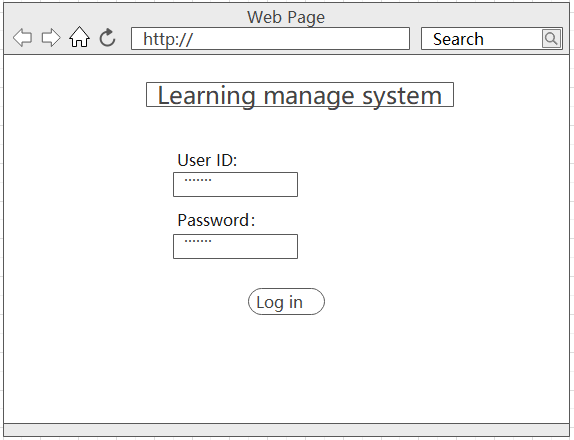 Web Page
http://
Search
Learning manage system
User ID:
.......
Password:
.......
Log in